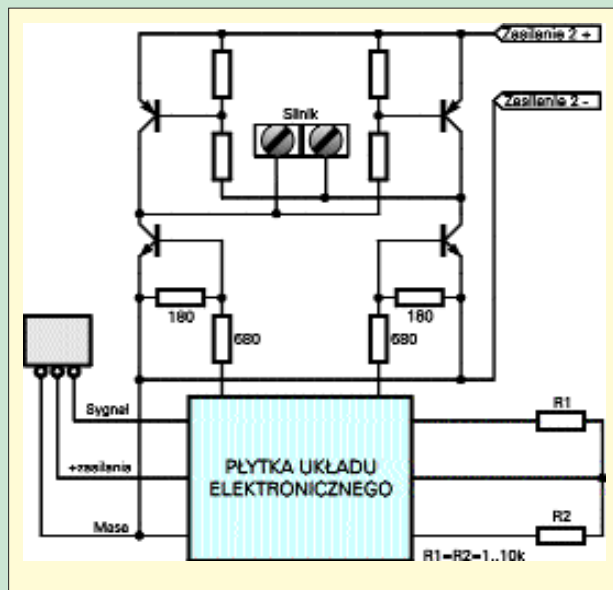 Zasilanie 2 +
Silnik
Zasilanie 2 -
180
180
680
680
Sygnał
R1
+zasilania
PŁYTKA UKŁADU
ELEKTRONICZNEGO
Masa
R2
R1=R2=1..10k